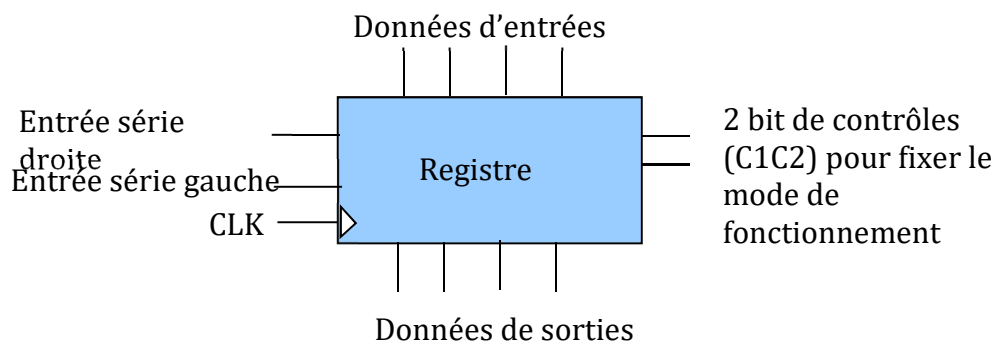 Données d'entrées
Entrée série
droite
Entrée série gauche
CLK
Registre
2 bit de contrôles
(C1C2) pour fixer le
mode de
fonctionnement
Données de sorties